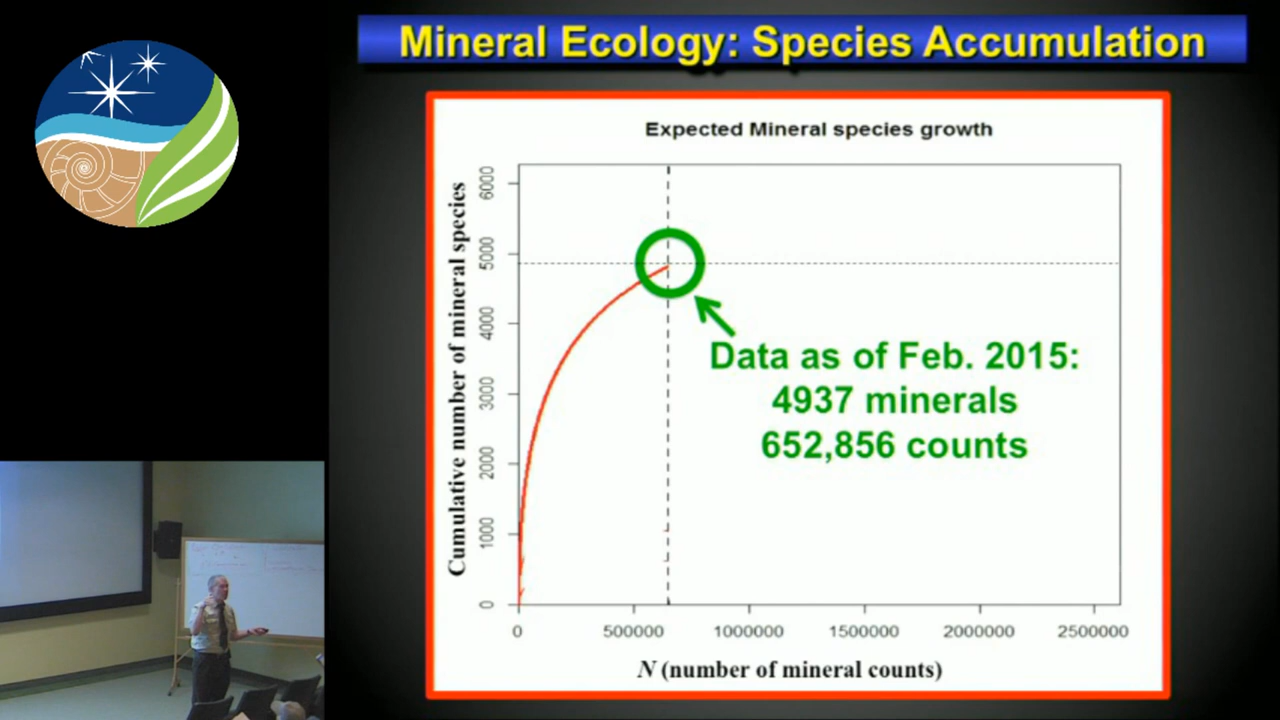 Mineral Ecology: Species Accumulation
Expected Mineral species growth
Cumulative number of mineral species
6000
5000
4000
3000
2000
1000
0
Data as of Feb. 2015:
4937 minerals
652,856 counts
0
500000
1000000
1500000
2000000
2500000
N (number of mineral counts)